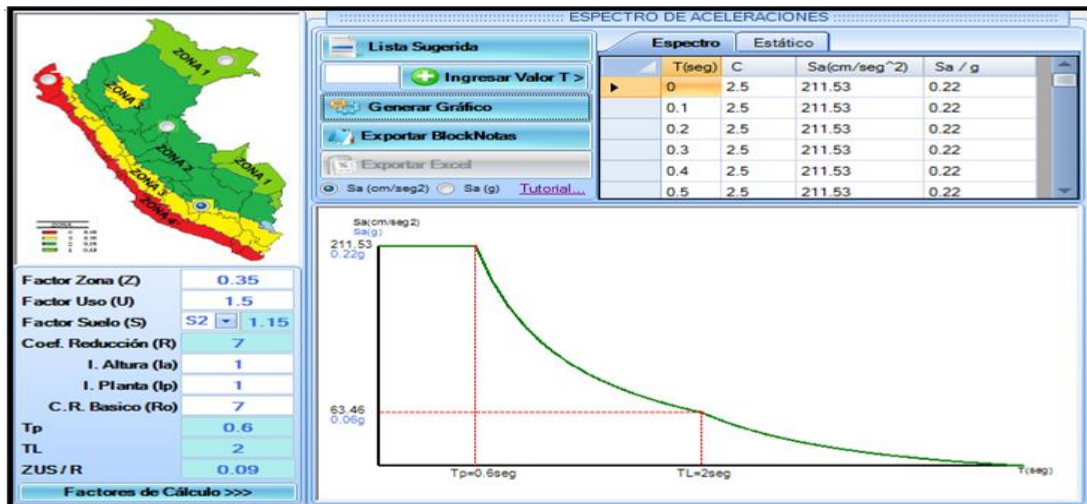 ESPECTRO DE ACELERACIONES
ZONA 1
ZONA 3
ZONA 2
ZONA 1
ZONA 3
ZONA 4
Lista Sugerida
Ingresar Valor T >
Generar Gráfico
Exportar BlockNotas
Exportar Excel
Sa (cm/seg2) Sa (g) Tutorial...
Espectro Estático
T(seg) C Sa(cm/seg^2) Sa / g
0 2.5 211.53 0.22
0.1 2.5 211.53 0.22
0.2 2.5 211.53 0.22
0.3 2.5 211.53 0.22
0.4 2.5 211.53 0.22
0.5 2.5 211.53 0.22
Factor Zona (Z) 0.35
Factor Uso (U) 1.5
Factor Suelo (S) S2 1.15
Coef. Reducción (R) 7
I. Altura (Ia) 1
I. Planta (Ip) 1
C.R. Basico (Ro) 7
Tp 0.6
TL 2
ZUS / R 0.09
Factores de Cálculo >>>
Sa(cm/seg2)
Sa(g)
211.53
0.22g
63.46
0.06g
Tp=0.6seg TL=2seg T(seg)